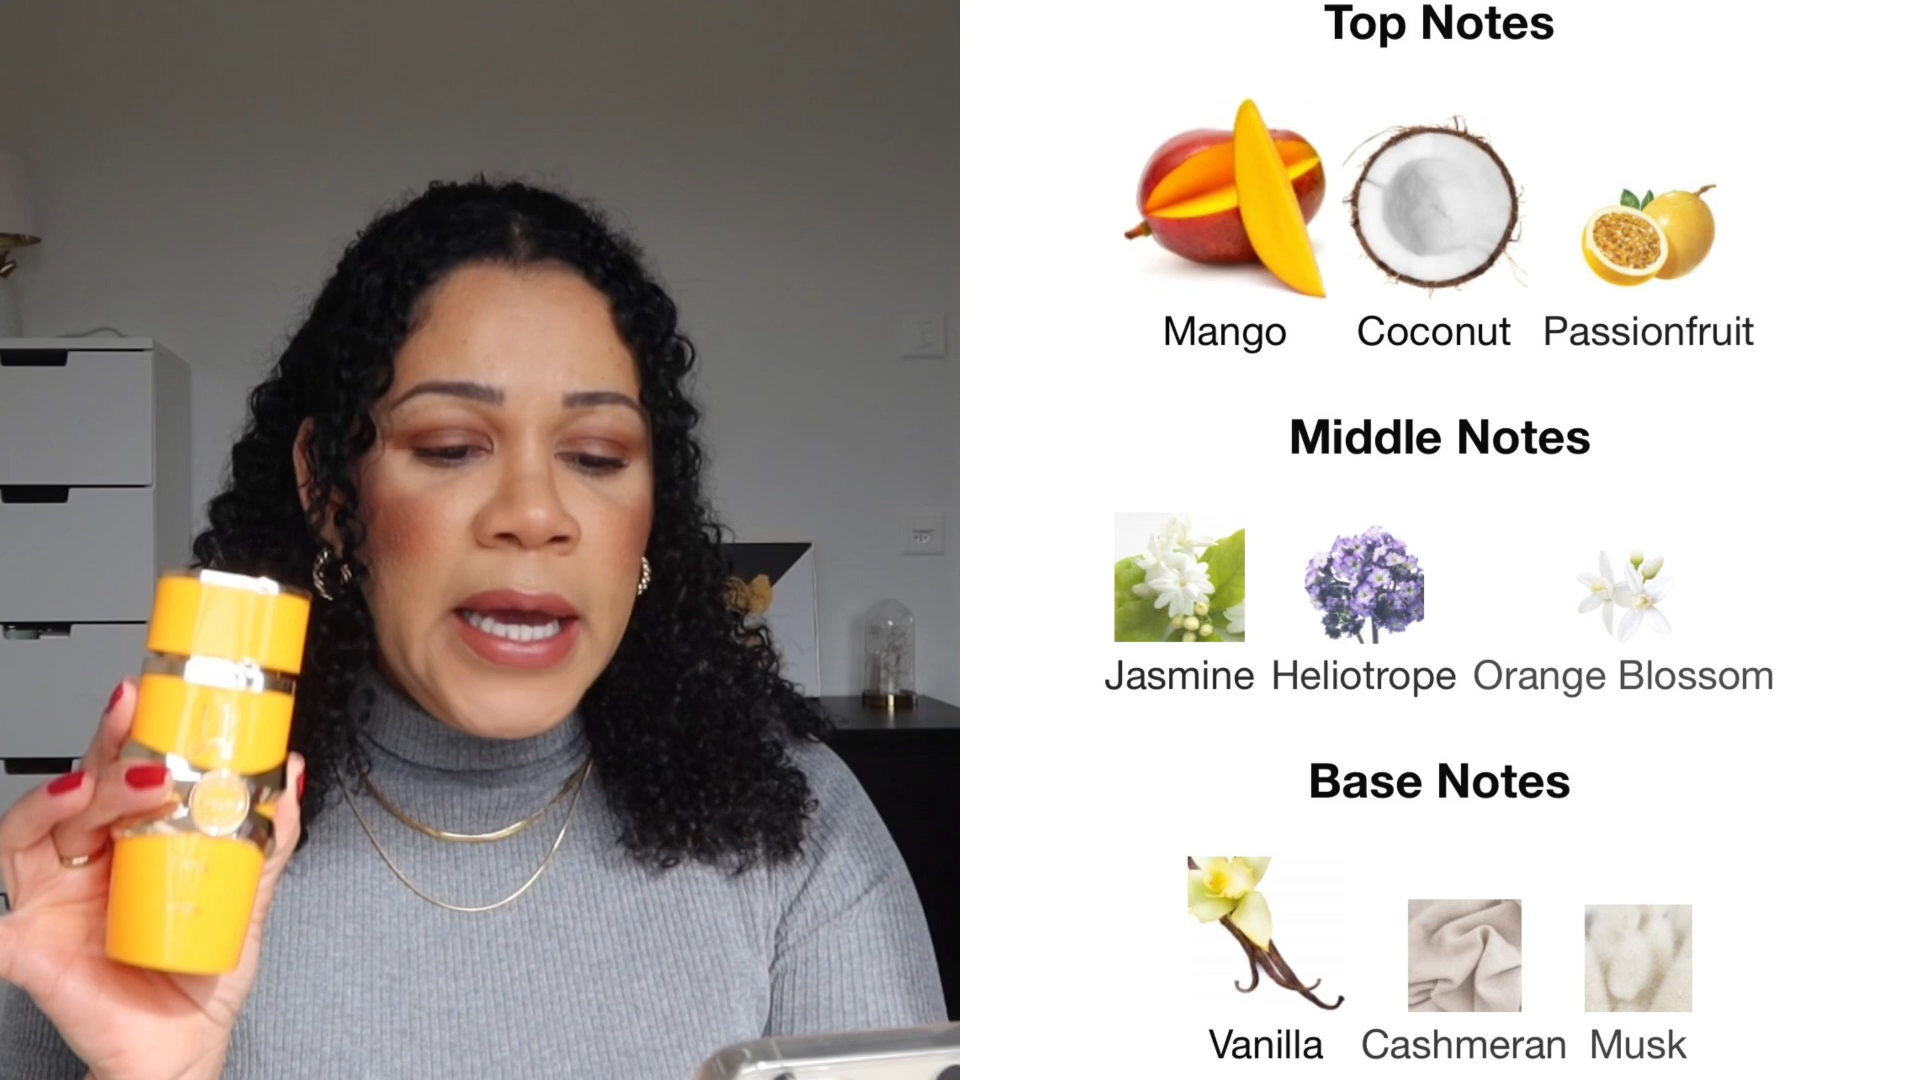 Top Notes
Mango Coconut Passionfruit
Middle Notes
Jasmine Heliotrope Orange Blossom
Base Notes
Vanilla Cashmeran Musk